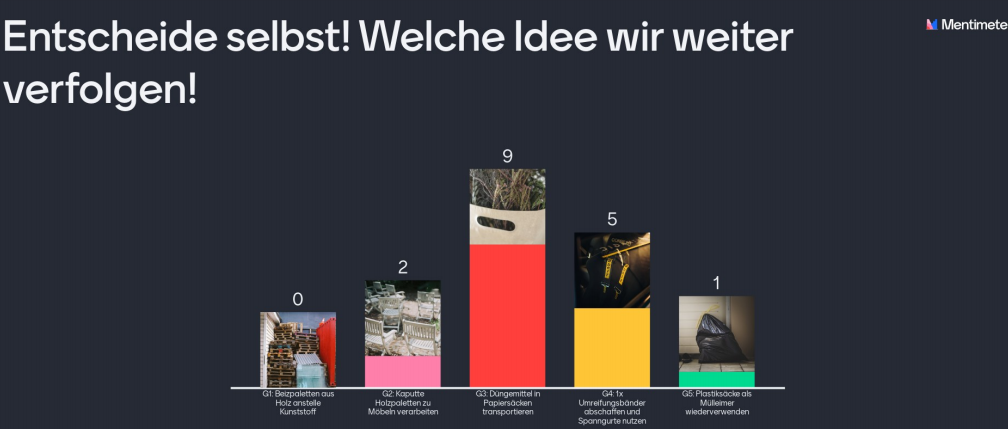 Entscheide selbst! Welche Idee wir weiter
verfolgen!
Mentimete
0
2
9
5
1
G1: Beizpaletten aus
Holz anstelle
Kunststoff
G2: Kaputte
Holzpaletten zu
Möbeln verarbeiten
G3: Düngemittel in
Papiersäcken
transportieren
G4: 1x
Umreifungsbänder
abschaffen und
Spanngurte nutzen
G5: Plastiksäcke als
Mülleimer
wiederverwenden